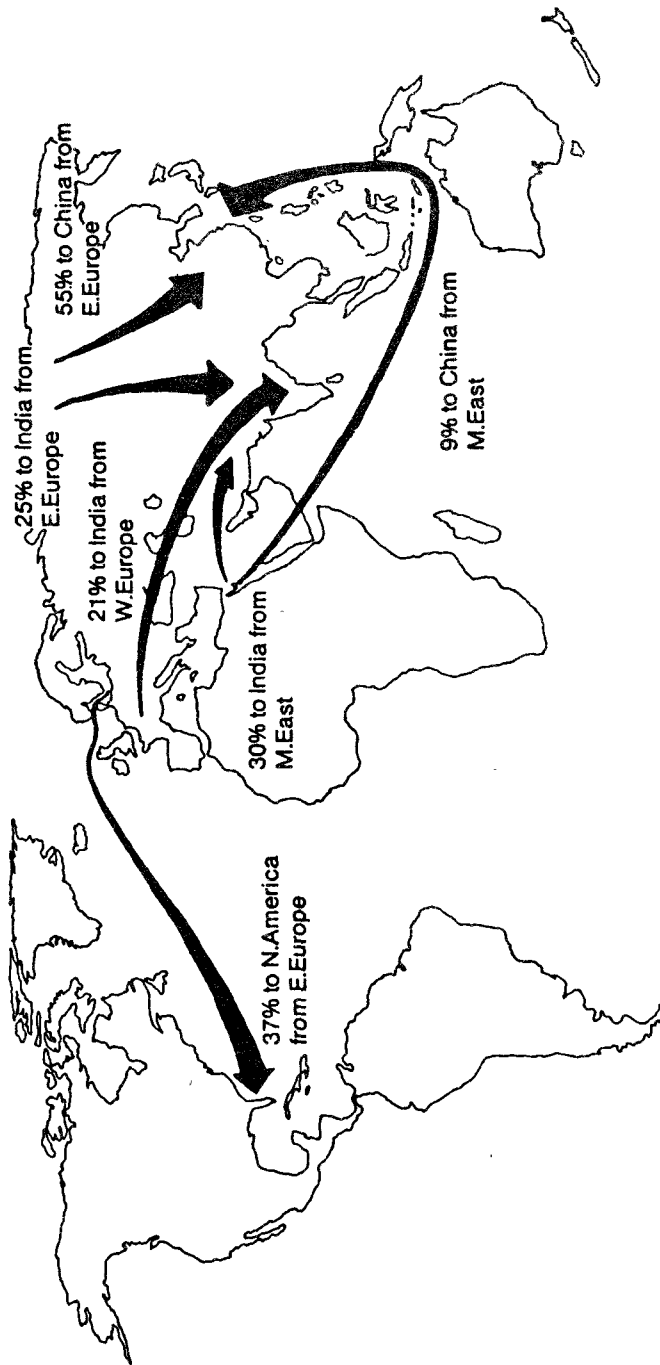 25% to India from
E.Europe
55% to China from
E.Europe
21% to India from
W.Europe
30% to India from
M.East
9% to China from
M.East
37% to N.America
from E.Europe